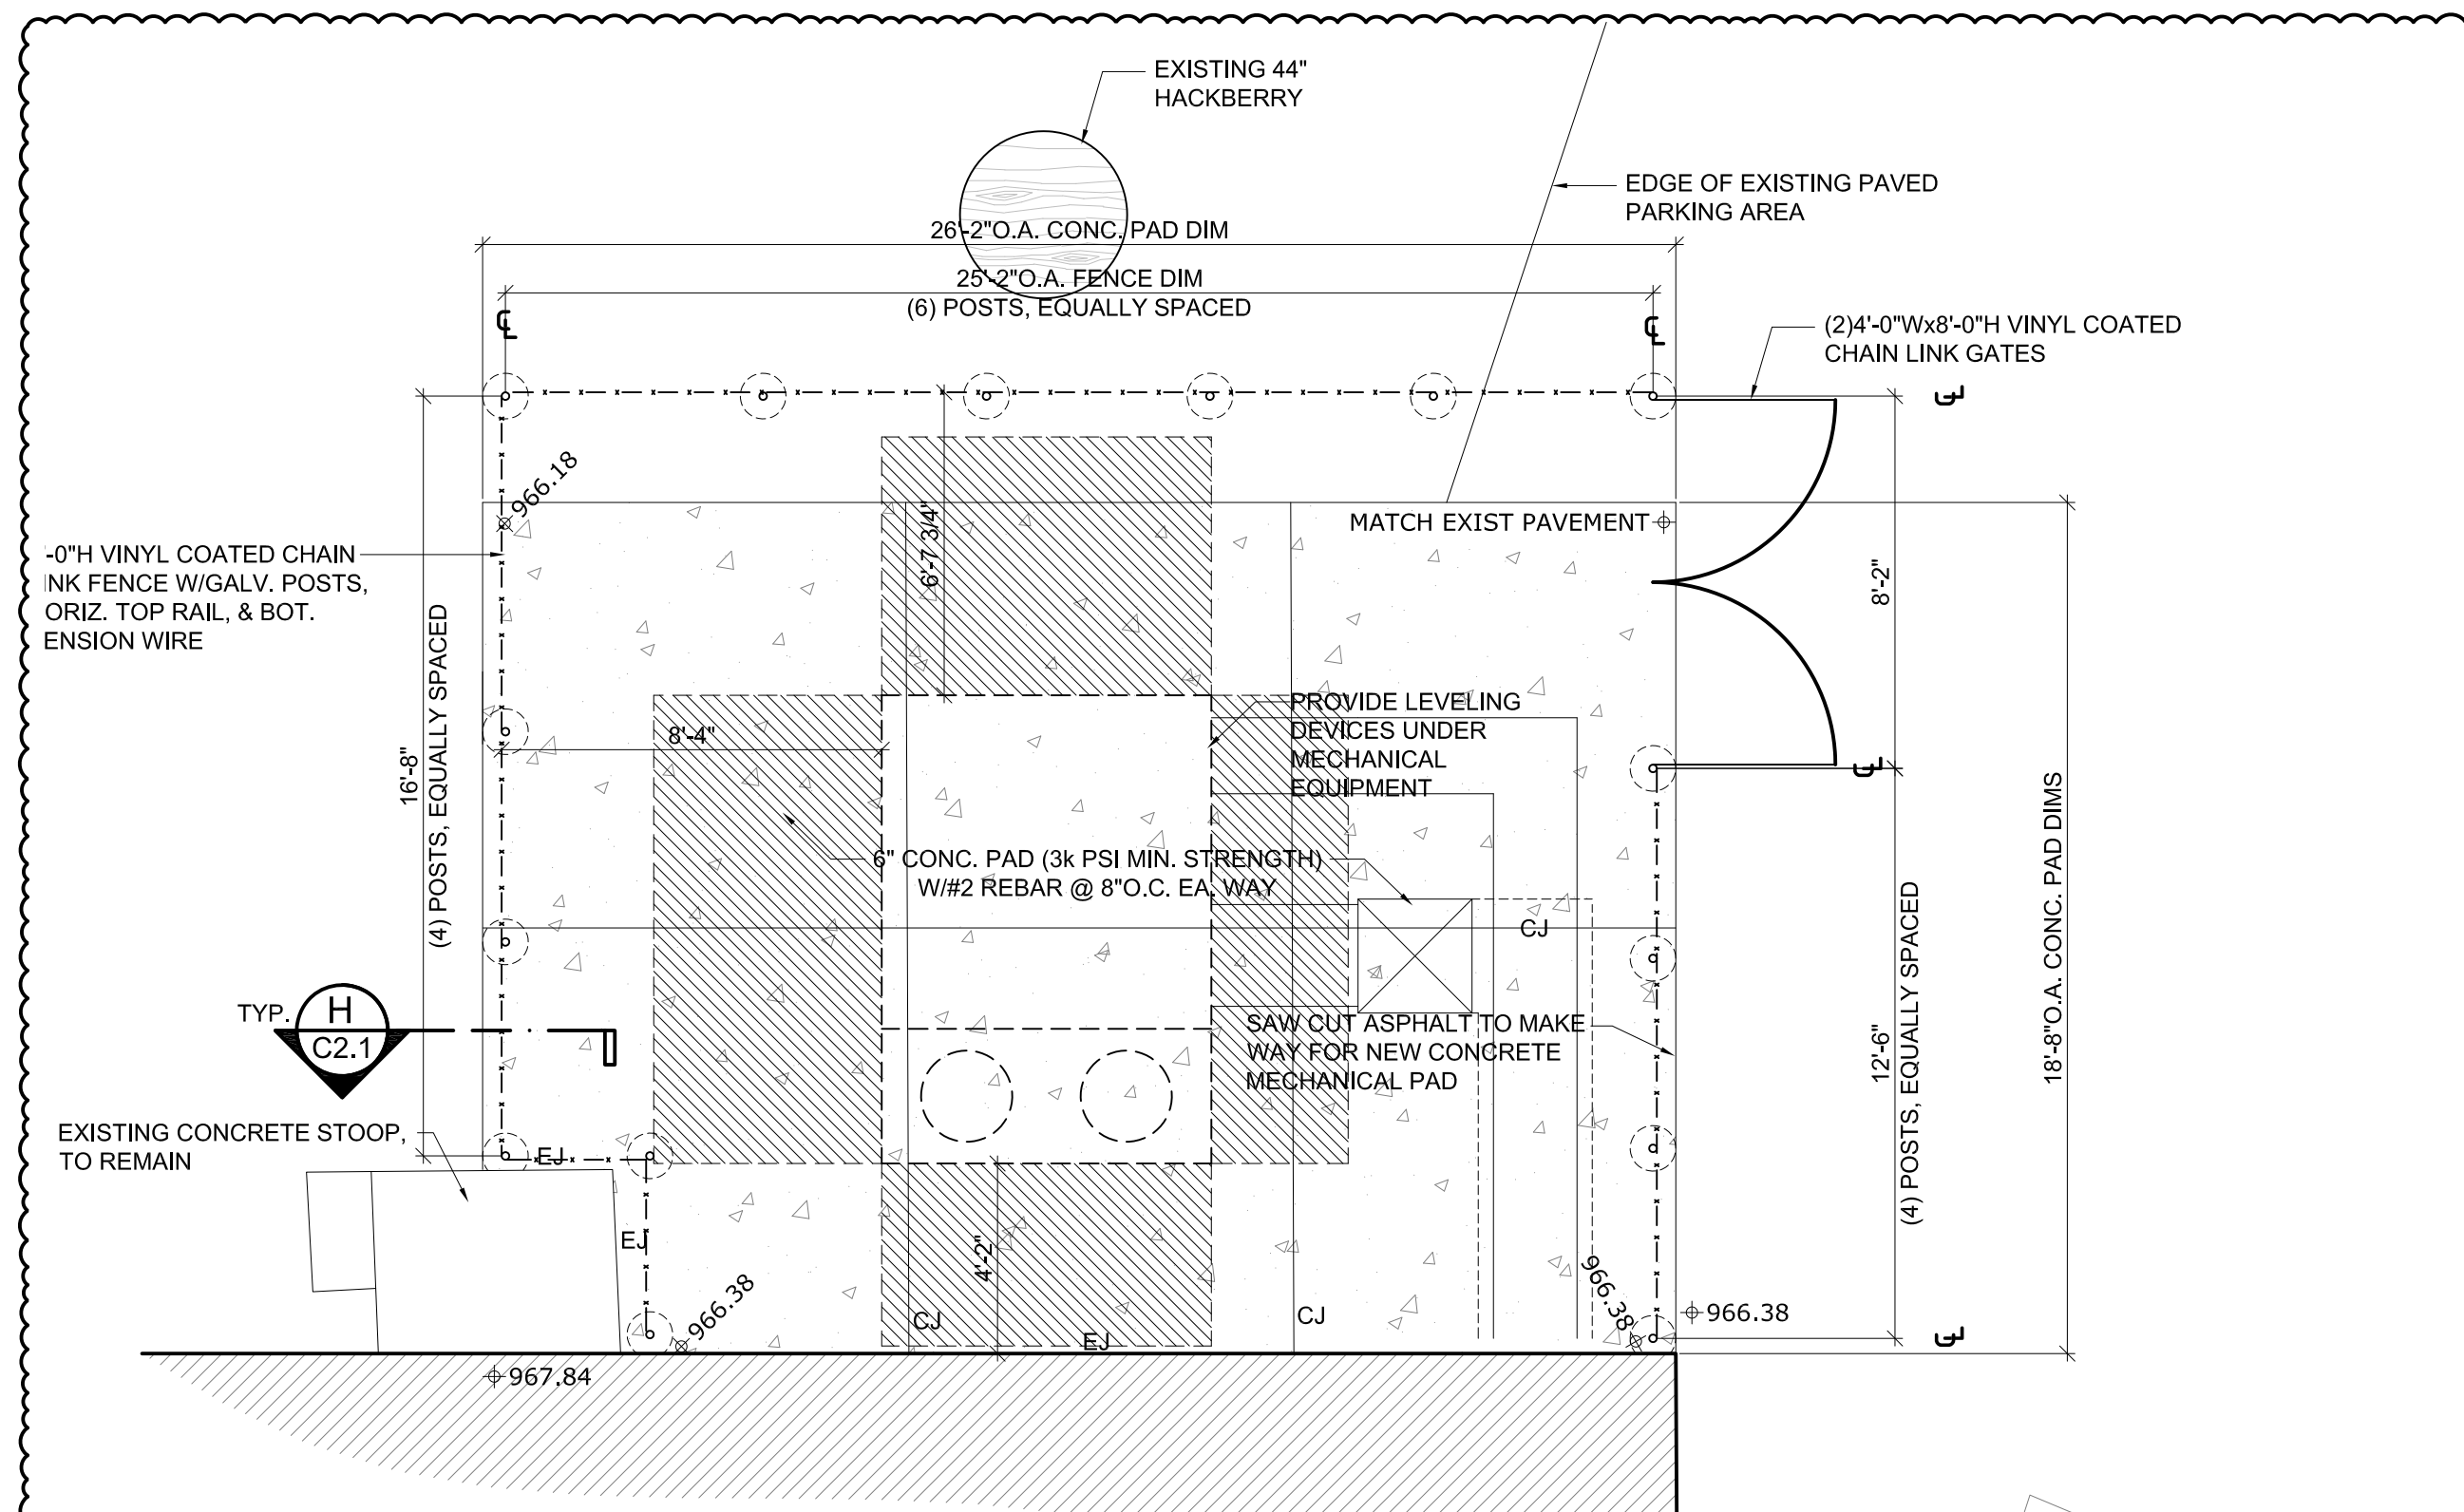 EXISTING 44"
HACKBERRY
EDGE OF EXISTING PAVED
PARKING AREA
26'-2"O.A. CONC. PAD DIM
25'-2"O.A. FENCE DIM
(6) POSTS, EQUALLY SPACED
(2)4'-0"Wx8'-0"H VINYL COATED
CHAIN LINK GATES
966.18
MATCH EXIST PAVEMENT
6'-7 3/4"
8'-2"
-0"H VINYL COATED CHAIN
INK FENCE W/GALV. POSTS,
ORIZ. TOP RAIL, & BOT.
ENSION WIRE
16'-8"
(4) POSTS, EQUALLY SPACED
8'-4"
PROVIDE LEVELING
DEVICES UNDER
MECHANICAL
EQUIPMENT
6" CONC. PAD (3k PSI MIN. STRENGTH)
W/#2 REBAR @ 8"O.C. EA. WAY
CJ
18'-8"O.A. CONC. PAD DIMS
12'-6"
(4) POSTS, EQUALLY SPACED
TYP.
H
C2.1
SAW CUT ASPHALT TO MAKE
WAY FOR NEW CONCRETE
MECHANICAL PAD
EXISTING CONCRETE STOOP,
TO REMAIN
EJ
EJ
4'-2"
966.38
CJ
EJ
CJ
966.38
966.38
967.84